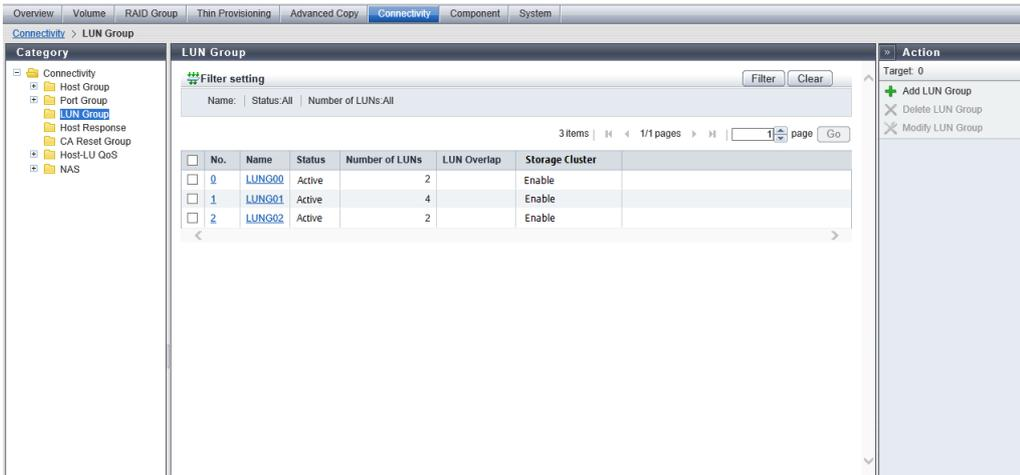 Overview Volume RAID Group Thin Provisioning Advanced Copy Connectivity Component System
Connectivity > LUN Group
Category
Connectivity
Host Group
Port Group
LUN Group
Host Response
CA Reset Group
Host-LU QoS
NAS
LUN Group
Filter setting Filter Clear
Name: Status:All Number of LUNs:All
3 items 1/1 pages 1 page Go
No. Name Status Number of LUNs LUN Overlap Storage Cluster
0 LUNG00 Active 2 Enable
1 LUNG01 Active 4 Enable
2 LUNG02 Active 2 Enable
» Action
Target: 0
Add LUN Group
Delete LUN Group
Modify LUN Group